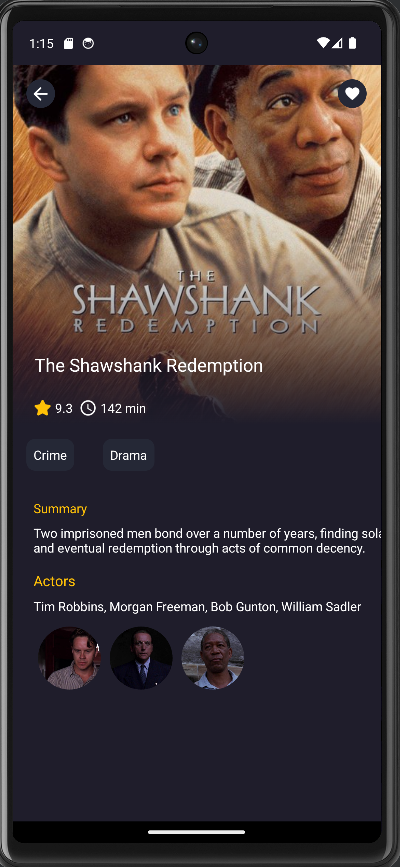 1:15
THE
SHAWSHANK
REDEMPTION
The Shawshank Redemption
9.3 142 min
Crime Drama
Summary
Two imprisoned men bond over a number of years, finding sola
and eventual redemption through acts of common decency.
Actors
Tim Robbins, Morgan Freeman, Bob Gunton, William Sadler